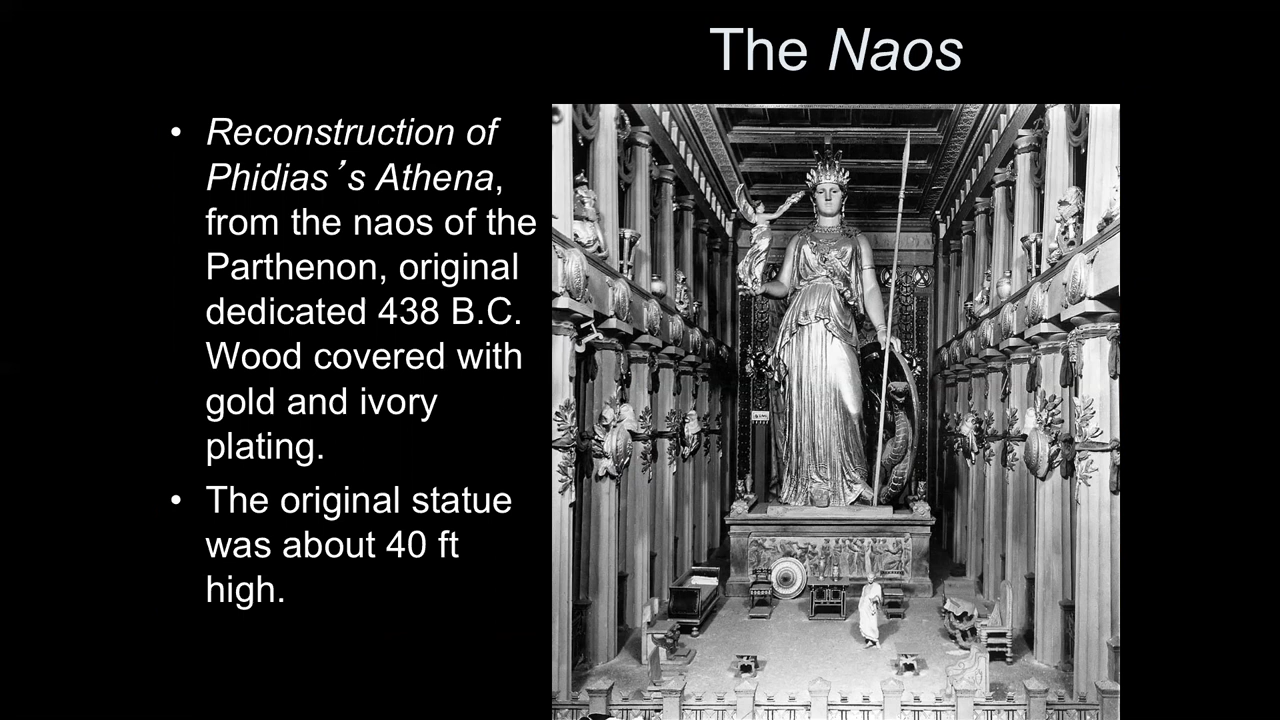 The Naos
• Reconstruction of
Phidias’s Athena,
from the naos of the
Parthenon, original
dedicated 438 B.C.
Wood covered with
gold and ivory
plating.
• The original statue
was about 40 ft
high.